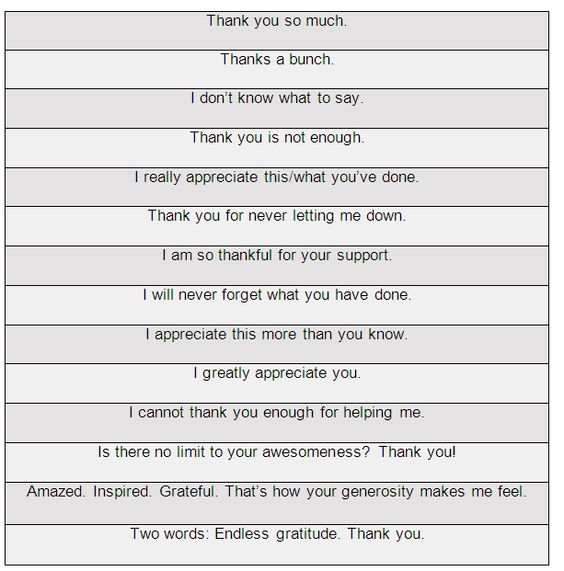 Thank you so much.
Thanks a bunch.
I don't know what to say.
Thank you is not enough.
I really appreciate this/what you've done.
Thank you for never letting me down.
I am so thankful for your support.
I will never forget what you have done.
I appreciate this more than you know.
I greatly appreciate you.
I cannot thank you enough for helping me.
Is there no limit to your awesomeness?  Thank you!
Amazed. Inspired. Grateful. That's how your generosity makes me feel.
Two words: Endless gratitude. Thank you.